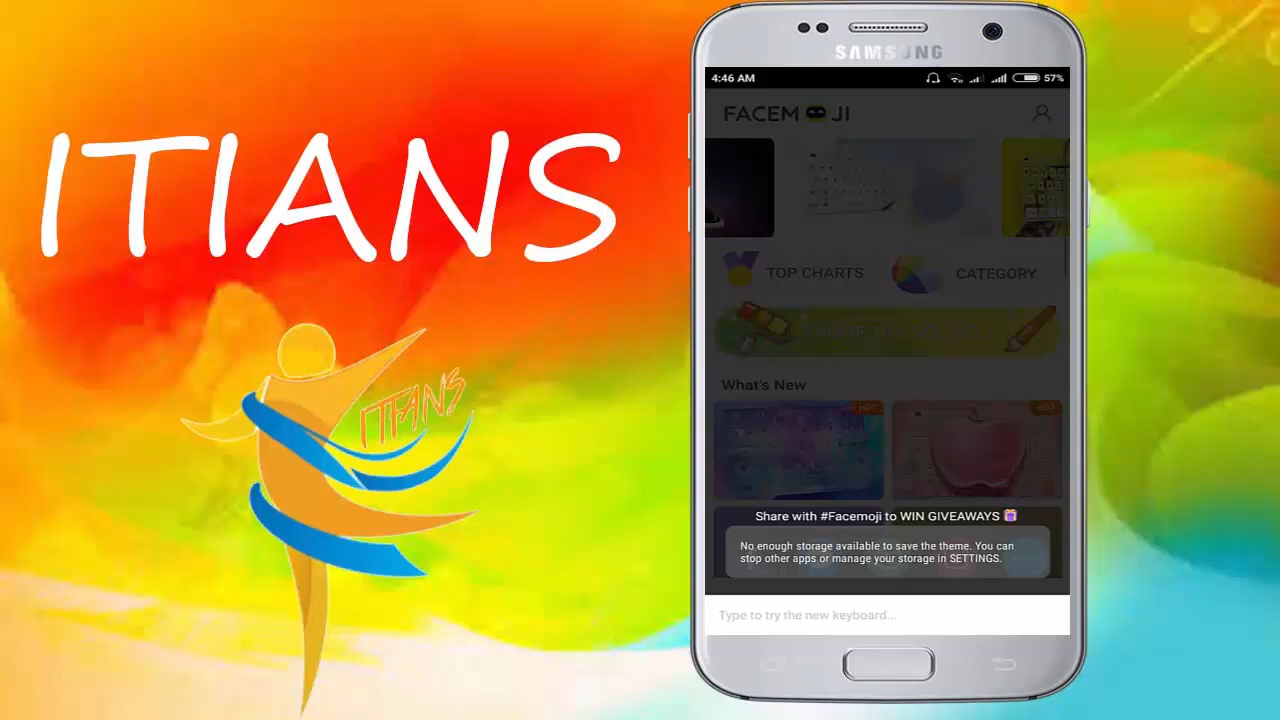 ITIANS
ITIANS
SAMSUNG
4:46 AM
57%
FACEM JI
TOP CHARTS
CATEGORY
What's New
HOT
HOT
Share with #Facemoji to WIN GIVEAWAYS
No enough storage available to save the theme. You can
stop other apps or manage your storage in SETTINGS.
Type to try the new keyboard...